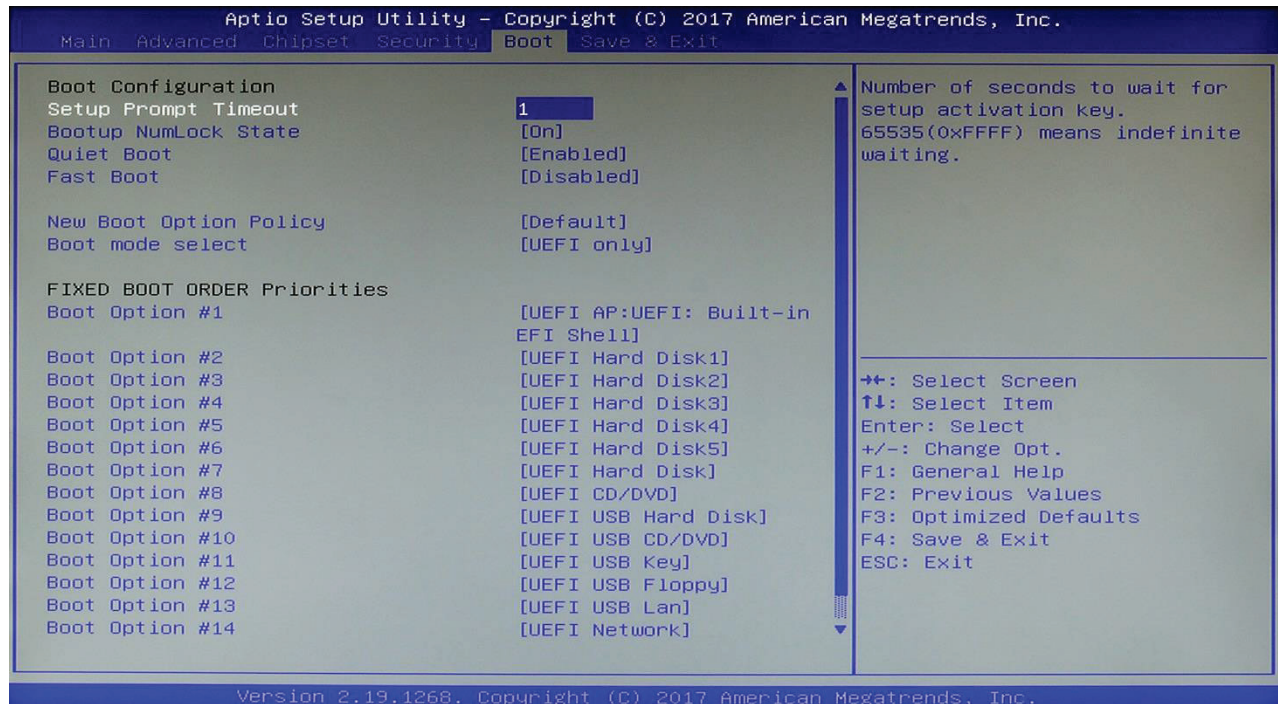 Aptio Setup Utility – Copyright (C) 2017 American Megatrends, Inc.
Main Advanced Chipset Security Boot Save & Exit
Boot Configuration
Setup Prompt Timeout 1
Bootup NumLock State [On]
Quiet Boot [Enabled]
Fast Boot [Disabled]
New Boot Option Policy [Default]
Boot mode select [UEFI only]
FIXED BOOT ORDER Priorities
Boot Option #1 [UEFI AP:UEFI: Built-in
EFI Shell]
Boot Option #2 [UEFI Hard Disk1]
Boot Option #3 [UEFI Hard Disk2]
Boot Option #4 [UEFI Hard Disk3]
Boot Option #5 [UEFI Hard Disk4]
Boot Option #6 [UEFI Hard Disk5]
Boot Option #7 [UEFI Hard Disk]
Boot Option #8 [UEFI CD/DVD]
Boot Option #9 [UEFI USB Hard Disk]
Boot Option #10 [UEFI USB CD/DVD]
Boot Option #11 [UEFI USB Key]
Boot Option #12 [UEFI USB Floppy]
Boot Option #13 [UEFI USB Lan]
Boot Option #14 [UEFI Network]
Number of seconds to wait for
setup activation key.
65535(0xFFFF) means indefinite
waiting.
→←: Select Screen
↑↓: Select Item
Enter: Select
+/-: Change Opt.
F1: General Help
F2: Previous Values
F3: Optimized Defaults
F4: Save & Exit
ESC: Exit
Version 2.19.1268. Copyright (C) 2017 American Megatrends, Inc.